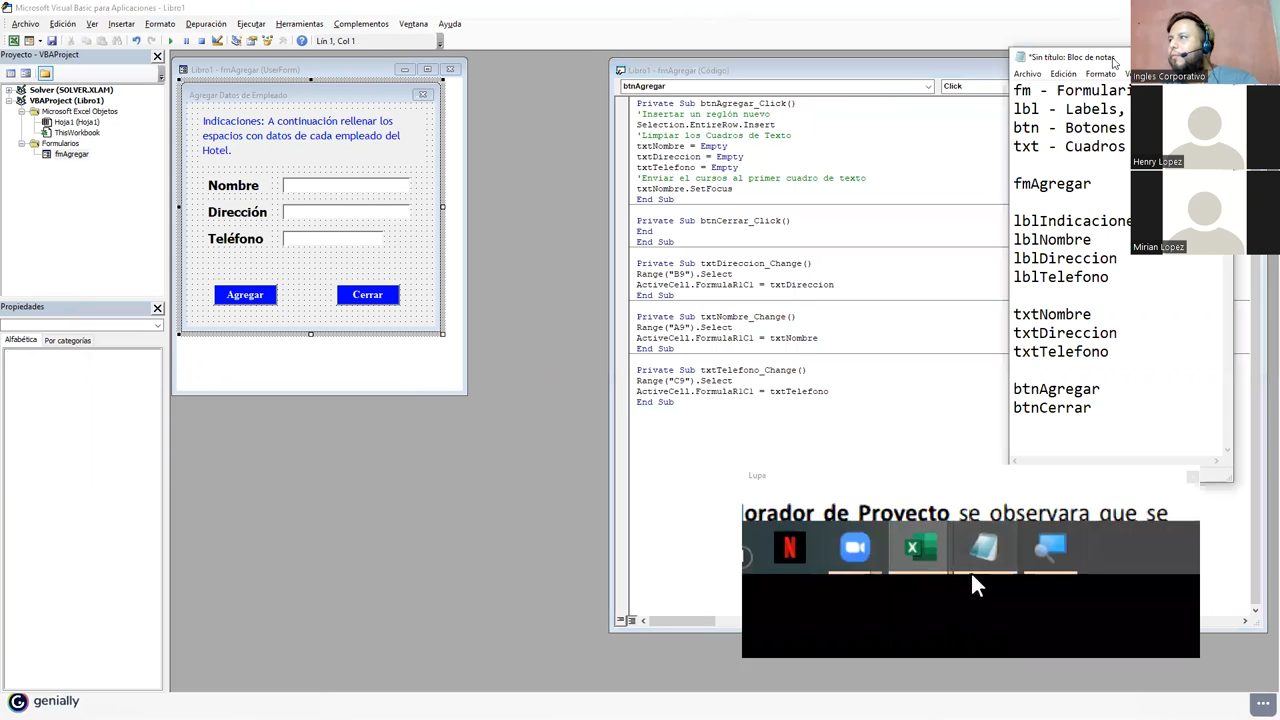 Microsoft Visual Basic para Aplicaciones - Libro1
Archivo Edición Ver Insertar Formato Depuración Ejecutar Herramientas Complementos Ventana Ayuda
Lín 1, Col 1
Proyecto - VBAProject
Solver (SOLVER.XLAM)
VBAProject (Libro1)
Microsoft Excel Objetos
Hoja1 (Hoja1)
ThisWorkbook
Formularios
fmAgregar
Propiedades
Alfabética Por categorías
Libro1 - fmAgregar (UserForm)
Agregar Datos de Empleado
Indicaciones: A continuación rellenar los
espacios con datos de cada empleado del
Hotel.
Nombre
Dirección
Teléfono
Agregar Cerrar
Libro1 - fmAgregar (Código)
btnAgregar Click
Private Sub btnAgregar_Click()
'Insertar un reglón nuevo
Selection.EntireRow.Insert
'Limpiar los Cuadros de Texto
txtNombre = Empty
txtDireccion = Empty
txtTelefono = Empty
'Enviar el cursos al primer cuadro de texto
txtNombre.SetFocus
End Sub
Private Sub btnCerrar_Click()
End
End Sub
Private Sub txtDireccion_Change()
Range("B9").Select
ActiveCell.FormulaR1C1 = txtDireccion
End Sub
Private Sub txtNombre_Change()
Range("A9").Select
ActiveCell.FormulaR1C1 = txtNombre
End Sub
Private Sub txtTelefono_Change()
Range("C9").Select
ActiveCell.FormulaR1C1 = txtTelefono
End Sub
*Sin título: Bloc de notas
Archivo Edición Formato V
fm - Formulari
lbl - Labels,
btn - Botones
txt - Cuadros
fmAgregar
lblIndicacione
lblNombre
lblDireccion
lblTelefono
txtNombre
txtDireccion
txtTelefono
btnAgregar
btnCerrar
Ingles Corporativo
Henry Lopez
Mirian Lopez
Lupa
orador de Proyecto se observara que se
N
genially